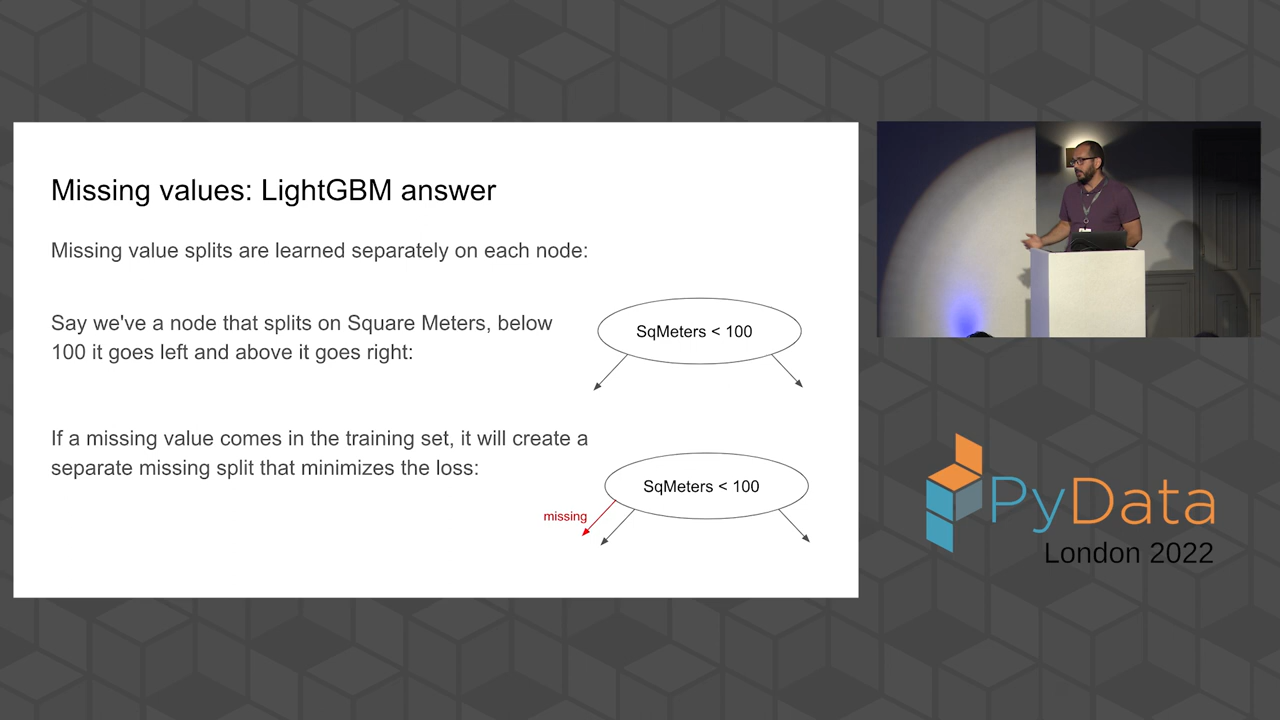 Missing values: LightGBM answer
Missing value splits are learned separately on each node:
Say we've a node that splits on Square Meters, below
100 it goes left and above it goes right:
SqMeters < 100
If a missing value comes in the training set, it will create a
separate missing split that minimizes the loss:
SqMeters < 100
missing
PyData
London 2022